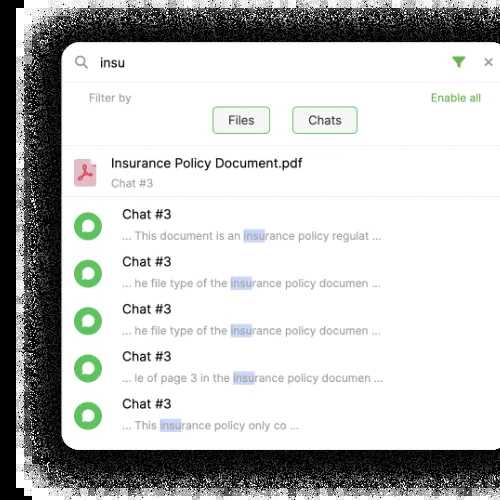 insu
Filter by
Enable all
Files
Chats
Insurance Policy Document.pdf
Chat #3
Chat #3
... This document is an insurance policy regulat ...
Chat #3
... he file type of the insurance policy documen ...
Chat #3
... he file type of the insurance policy documen ...
Chat #3
... le of page 3 in the insurance policy documen ...
Chat #3
... This insurance policy only co ...